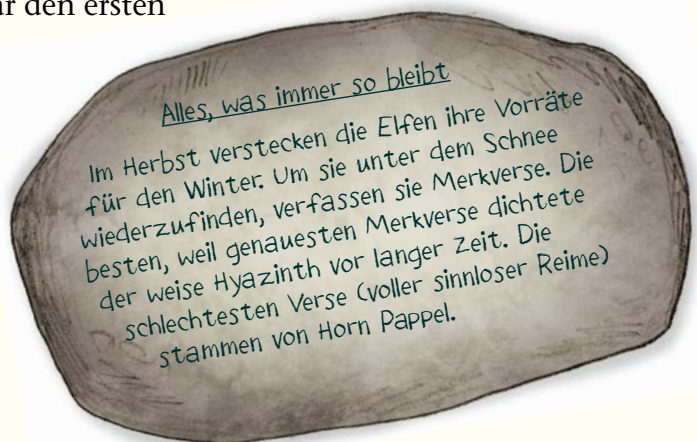 ar den ersten
Alles, was immer so bleibt
Im Herbst verstecken die Elfen ihre Vorräte
für den Winter. Um sie unter dem Schnee
wiederzufinden, verfassen sie Merkverse. Die
besten, weil genauesten Merkverse dichtete
der weise Hyazinth vor langer Zeit. Die
schlechtesten Verse (voller sinnloser Reime)
stammen von Horn Pappel.